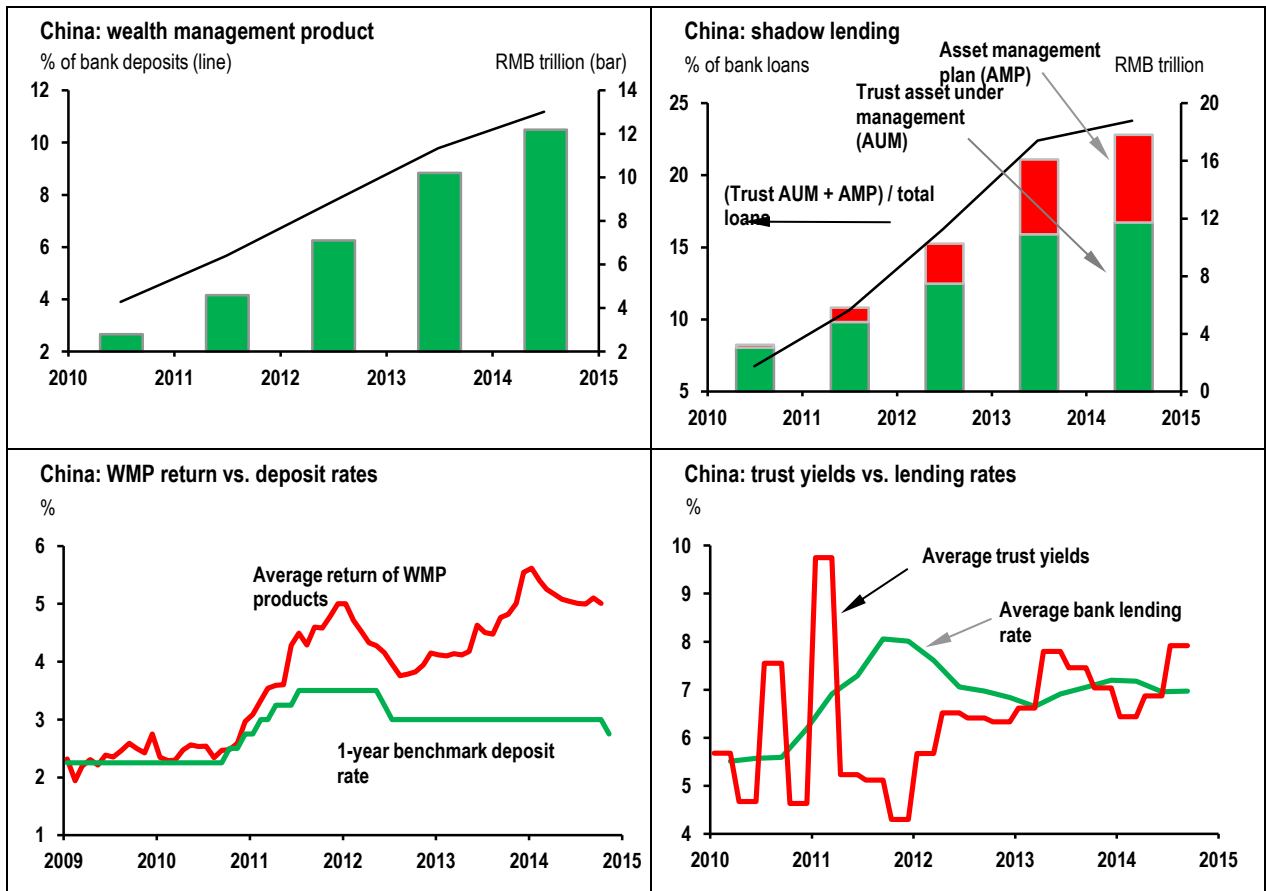 China: wealth management product
% of bank deposits (line)
RMB trillion (bar)
12
10
8
6
4
2
14
12
10
8
6
4
2
2010
2011
2012
2013
2014
2015
China: shadow lending
% of bank loans
Asset management
plan (AMP)
RMB trillion
Trust asset under
management
(AUM)
(Trust AUM + AMP) / total
loans
25
20
15
10
5
20
16
12
8
4
0
2010
2011
2012
2013
2014
2015
China: WMP return vs. deposit rates
%
6
5
4
3
2
1
Average return of WMP
products
1-year benchmark deposit
rate
2009
2010
2011
2012
2013
2014
2015
China: trust yields vs. lending rates
%
10
9
8
7
6
5
4
Average trust yields
Average bank lending
rate
2010
2011
2012
2013
2014
2015